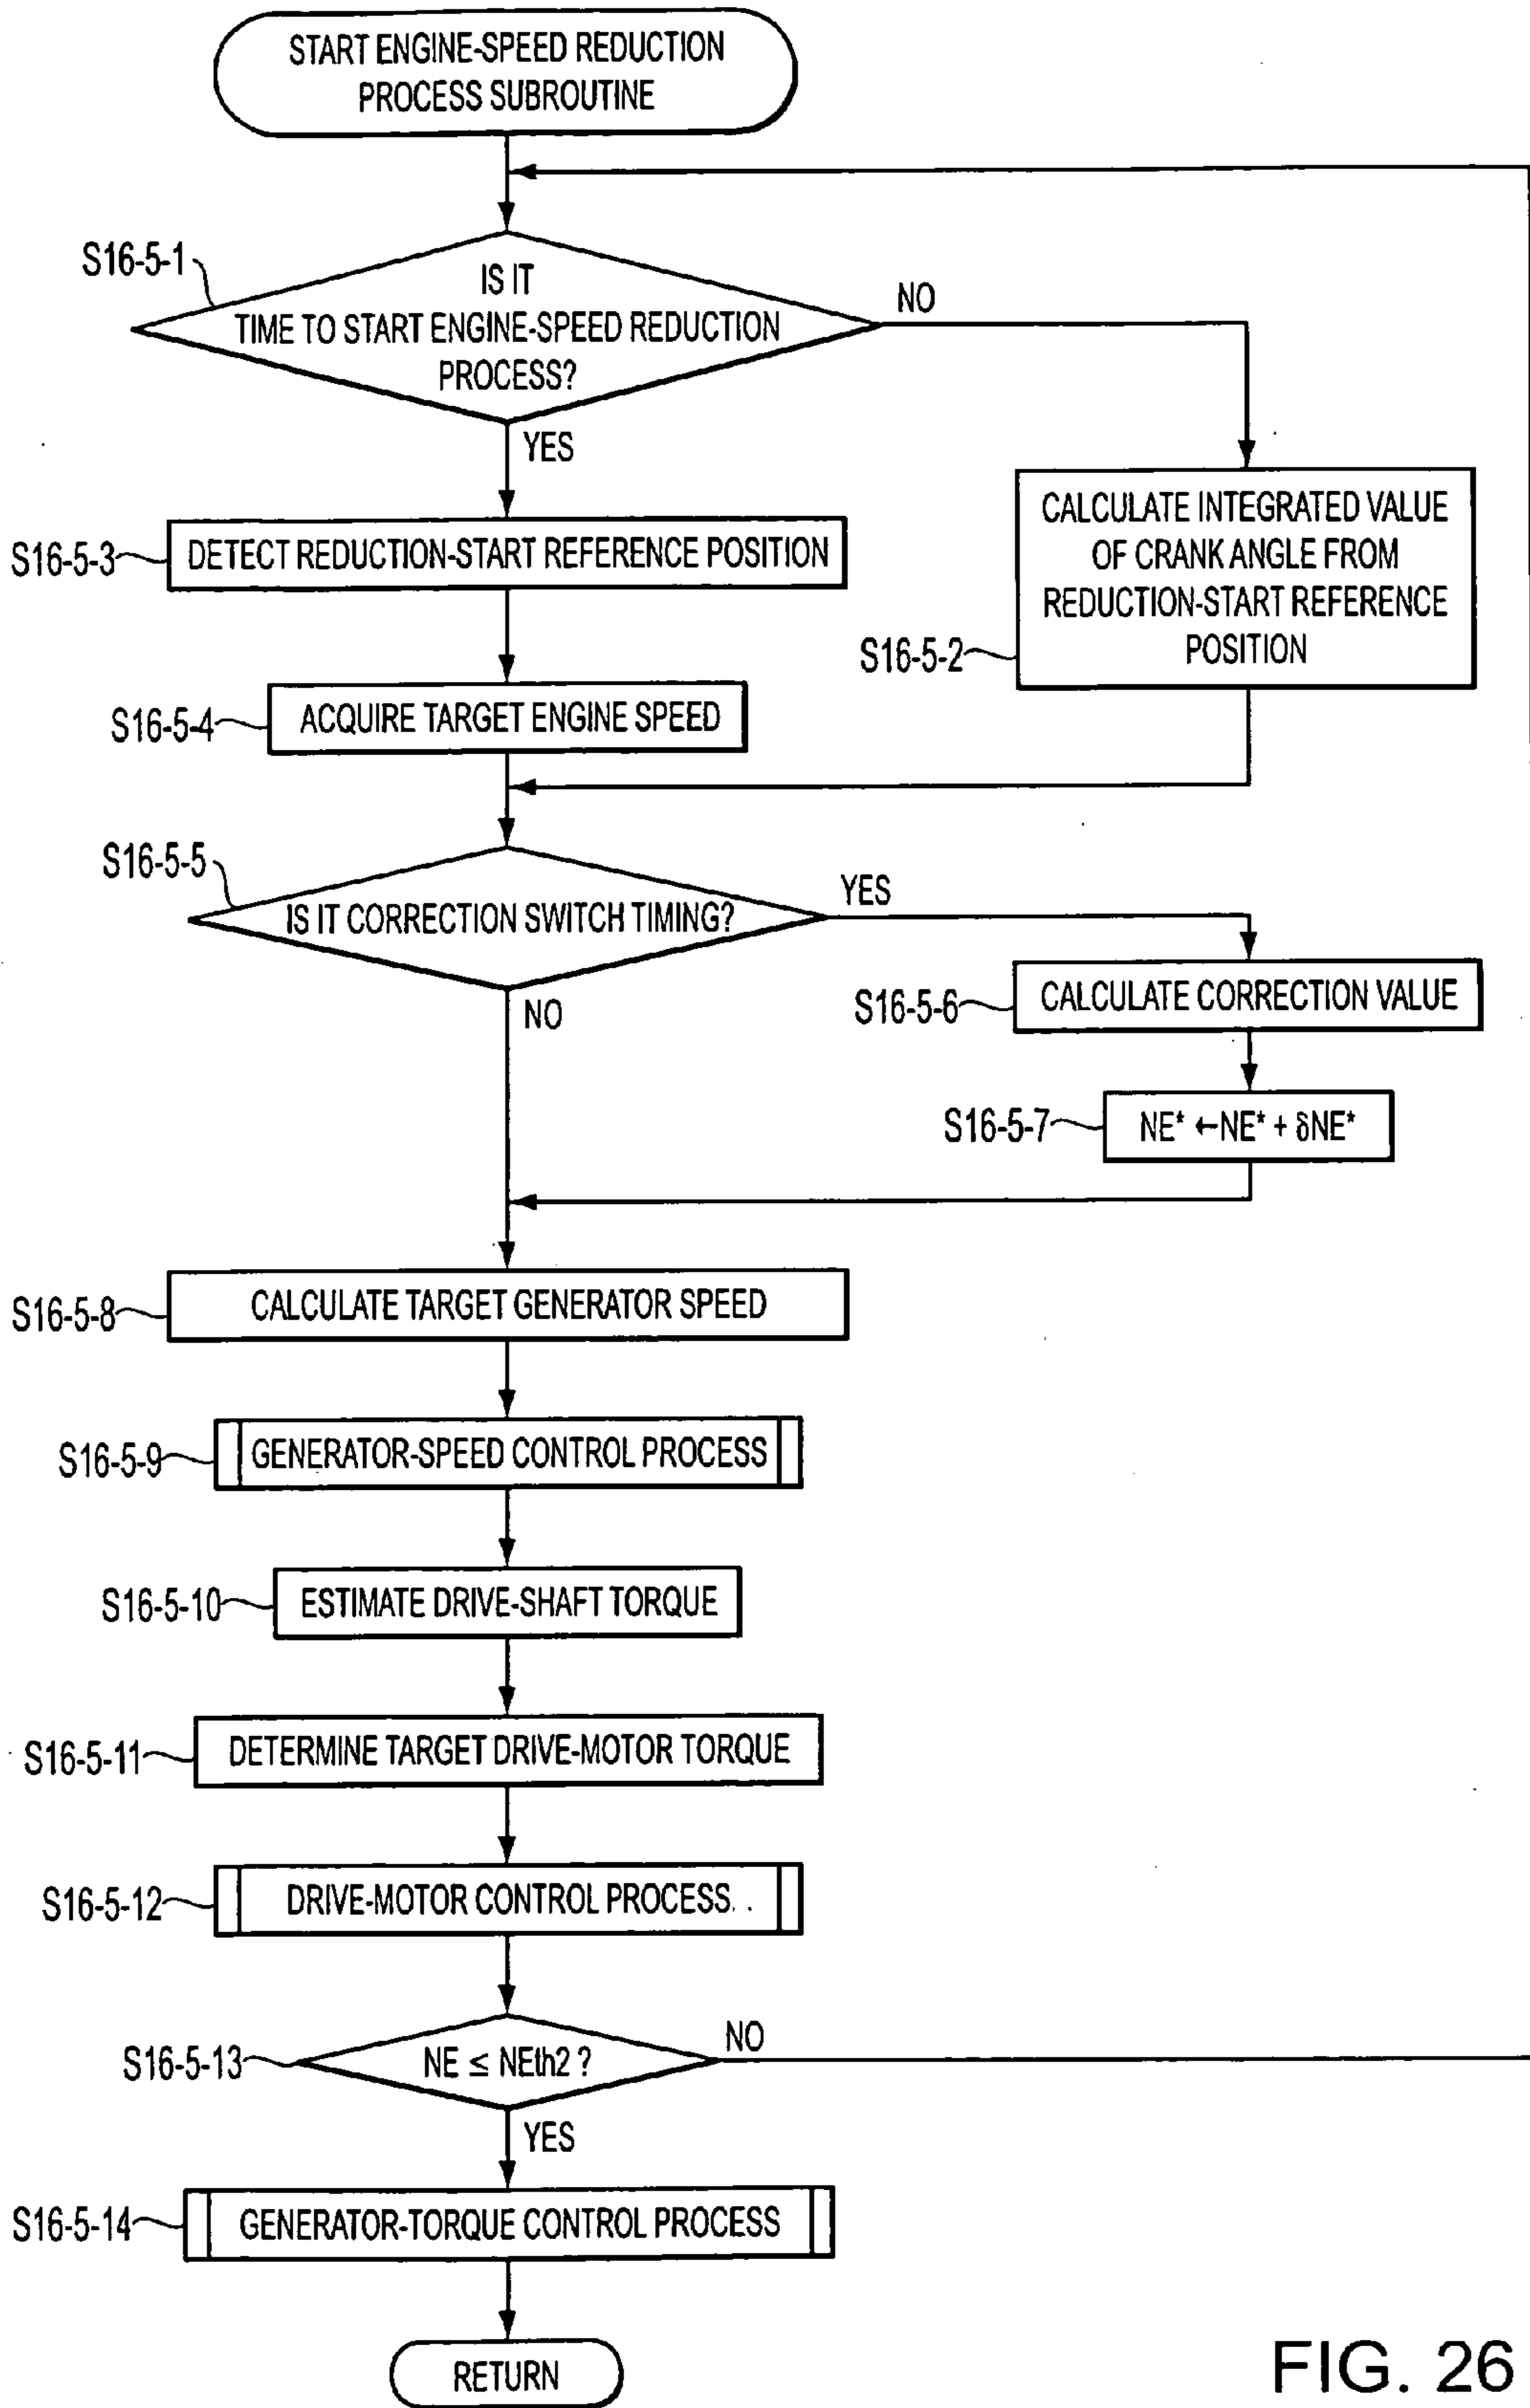 START ENGINE-SPEED REDUCTION
PROCESS SUBROUTINE
S16-5-1
IS IT
TIME TO START ENGINE-SPEED REDUCTION
PROCESS?
NO
YES
S16-5-3
DETECT REDUCTION-START REFERENCE POSITION
CALCULATE INTEGRATED VALUE
OF CRANK ANGLE FROM
REDUCTION-START REFERENCE
POSITION
S16-5-2
S16-5-4
ACQUIRE TARGET ENGINE SPEED
S16-5-5
IS IT CORRECTION SWITCH TIMING?
YES
NO
S16-5-6
CALCULATE CORRECTION VALUE
S16-5-7
NE* ←NE* + δNE*
S16-5-8
CALCULATE TARGET GENERATOR SPEED
S16-5-9
GENERATOR-SPEED CONTROL PROCESS
S16-5-10
ESTIMATE DRIVE-SHAFT TORQUE
S16-5-11
DETERMINE TARGET DRIVE-MOTOR TORQUE
S16-5-12
DRIVE-MOTOR CONTROL PROCESS
S16-5-13
NE ≤ NEth2 ?
NO
YES
S16-5-14
GENERATOR-TORQUE CONTROL PROCESS
RETURN
FIG. 26